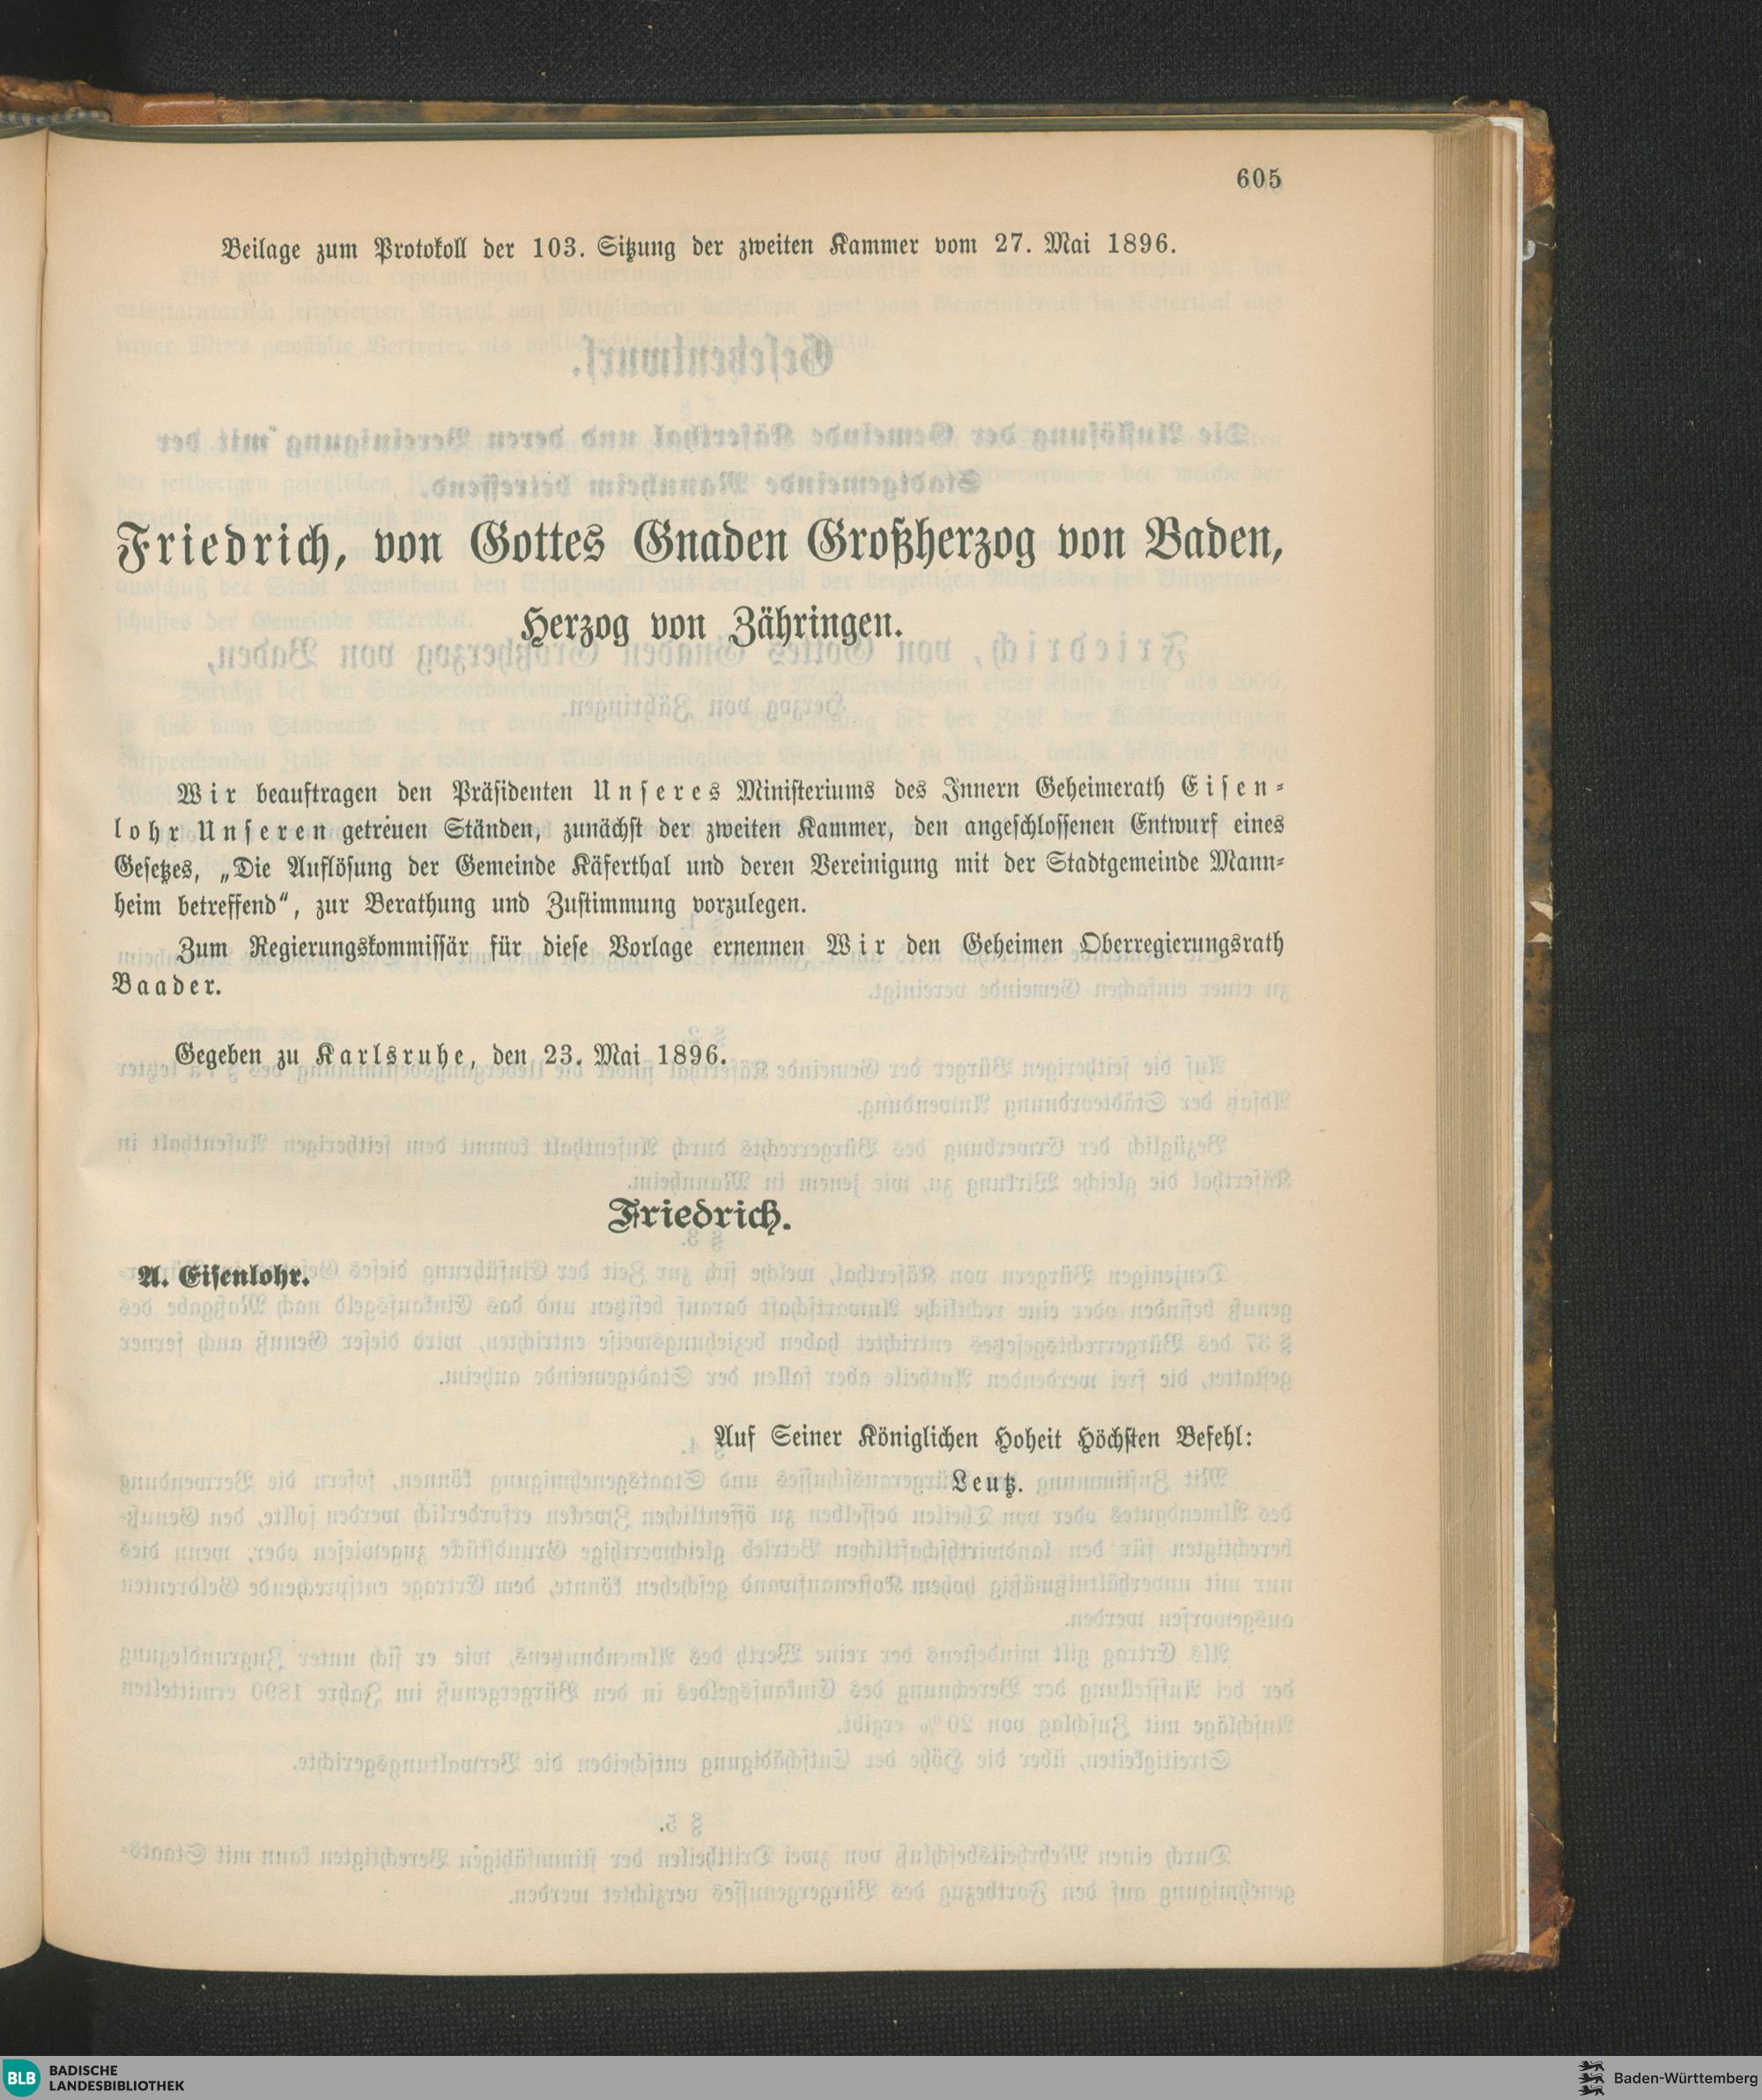 605
Beilage zum Protokoll der 103. Sitzung der zweiten Kammer vom 27. Mai 1896.
Friedrich, von Gottes Gnaden Großherzog von Baden,
Herzog von Zähringen.
Wir beauftragen den Präsidenten Unseres Ministeriums des Innern Geheimerath Eisen-
lohr Unseren getreuen Ständen, zunächst der zweiten Kammer, den angeschlossenen Entwurf eines
Gesetzes, „Die Auflösung der Gemeinde Käferthal und deren Vereinigung mit der Stadtgemeinde Mann-
heim betreffend“, zur Berathung und Zustimmung vorzulegen.
Zum Regierungskommissär für diese Vorlage ernennen Wir den Geheimen Oberregierungsrath
Baader.
Gegeben zu Karlsruhe, den 23. Mai 1896.
Friedrich.
A. Eisenlohr.
Auf Seiner Königlichen Hoheit Höchsten Befehl:
Leutz.
BLB BADISCHE
LANDESBIBLIOTHEK
Baden-Württemberg